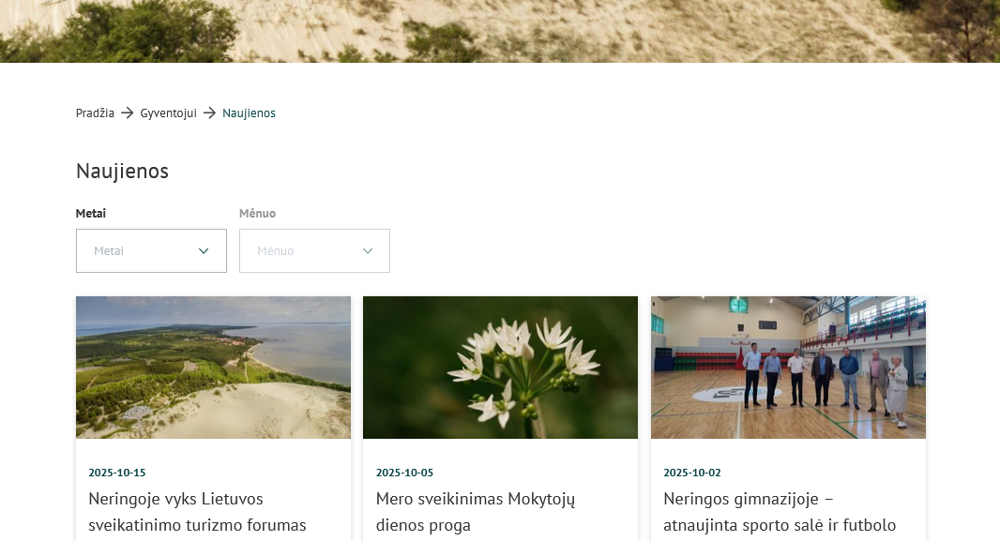 Pradžia → Gyventojui → Naujienos
Naujienos
Metai Mėnuo
Metai Mėnuo
2025-10-15
Neringoje vyks Lietuvos
sveikatinimo turizmo forumas
2025-10-05
Mero sveikinimas Mokytojų
dienos proga
2025-10-02
Neringos gimnazijoje –
atnaujinta sporto salė ir futbolo